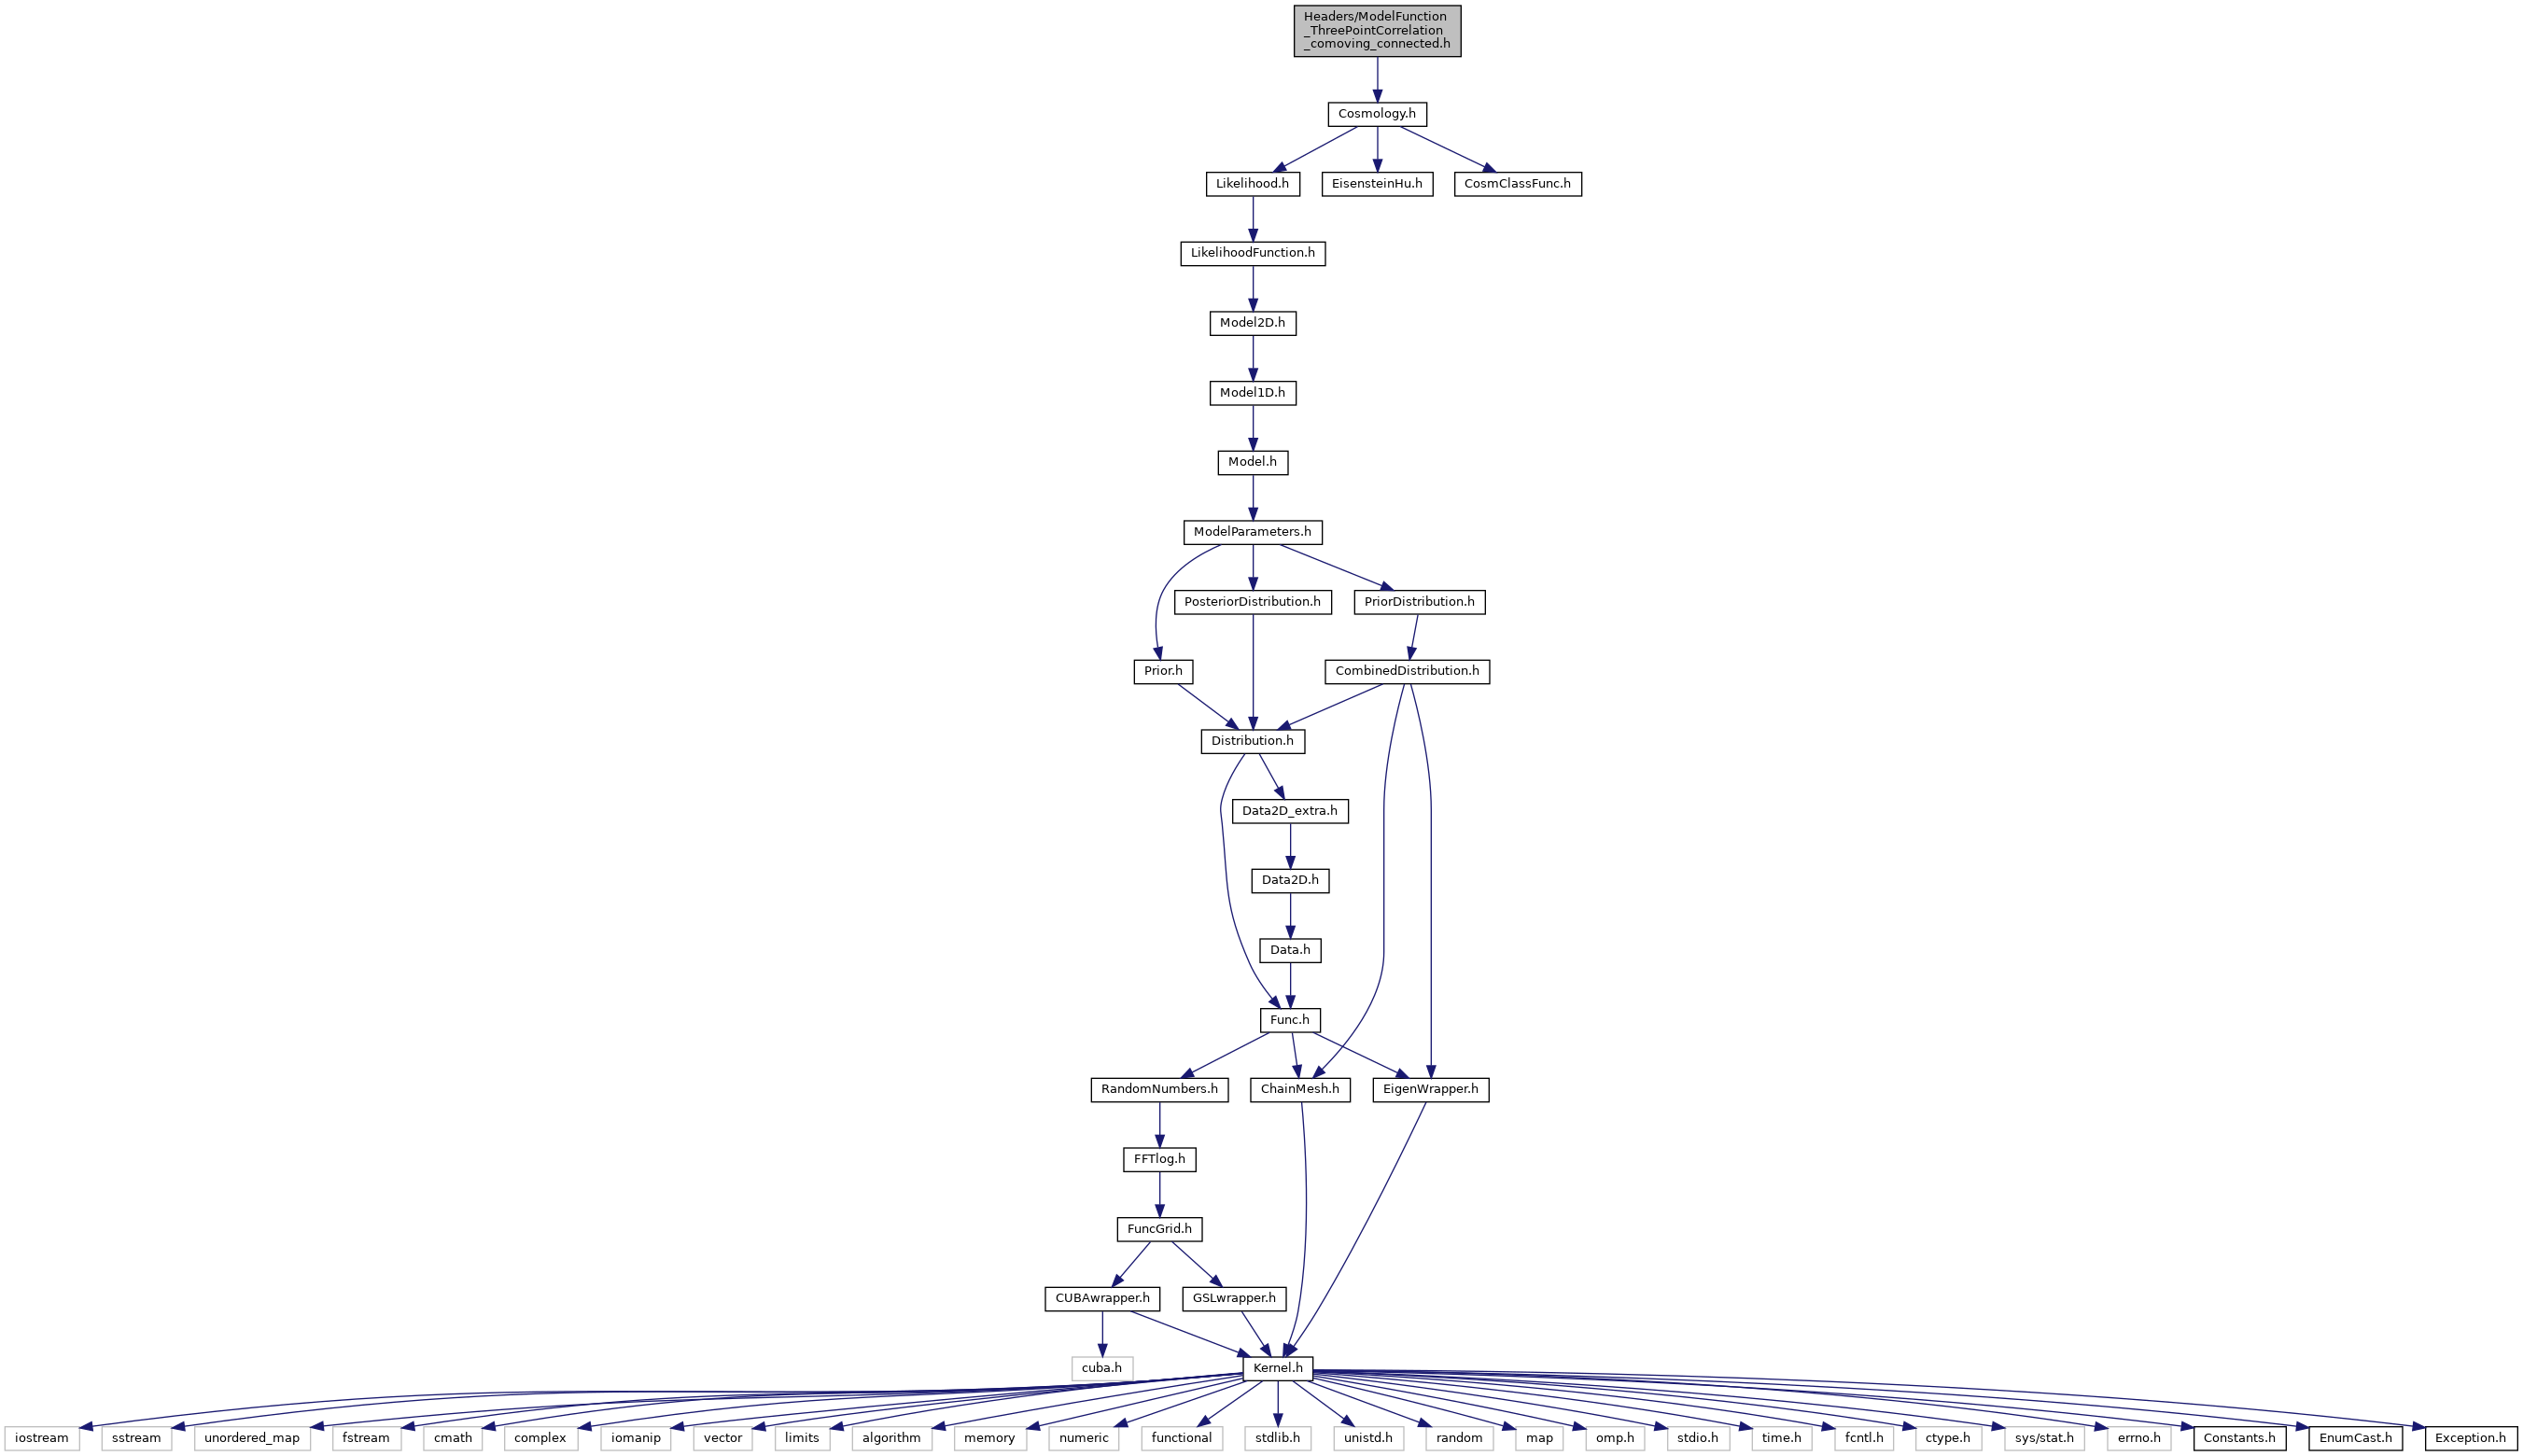 Headers/ModelFunction
_ThreePointCorrelation
_comoving_connected.h
Cosmology.h
Likelihood.h
EisensteinHu.h
CosmClassFunc.h
LikelihoodFunction.h
Model2D.h
Model1D.h
Model.h
ModelParameters.h
PosteriorDistribution.h
PriorDistribution.h
Prior.h
CombinedDistribution.h
Distribution.h
Data2D_extra.h
Data2D.h
Data.h
Func.h
RandomNumbers.h
ChainMesh.h
EigenWrapper.h
FFTlog.h
FuncGrid.h
CUBAwrapper.h
GSLwrapper.h
cuba.h
Kernel.h
iostream
sstream
unordered_map
fstream
cmath
complex
iomanip
vector
limits
algorithm
memory
numeric
functional
stdlib.h
unistd.h
random
map
omp.h
stdio.h
time.h
fcntl.h
ctype.h
sys/stat.h
errno.h
Constants.h
EnumCast.h
Exception.h